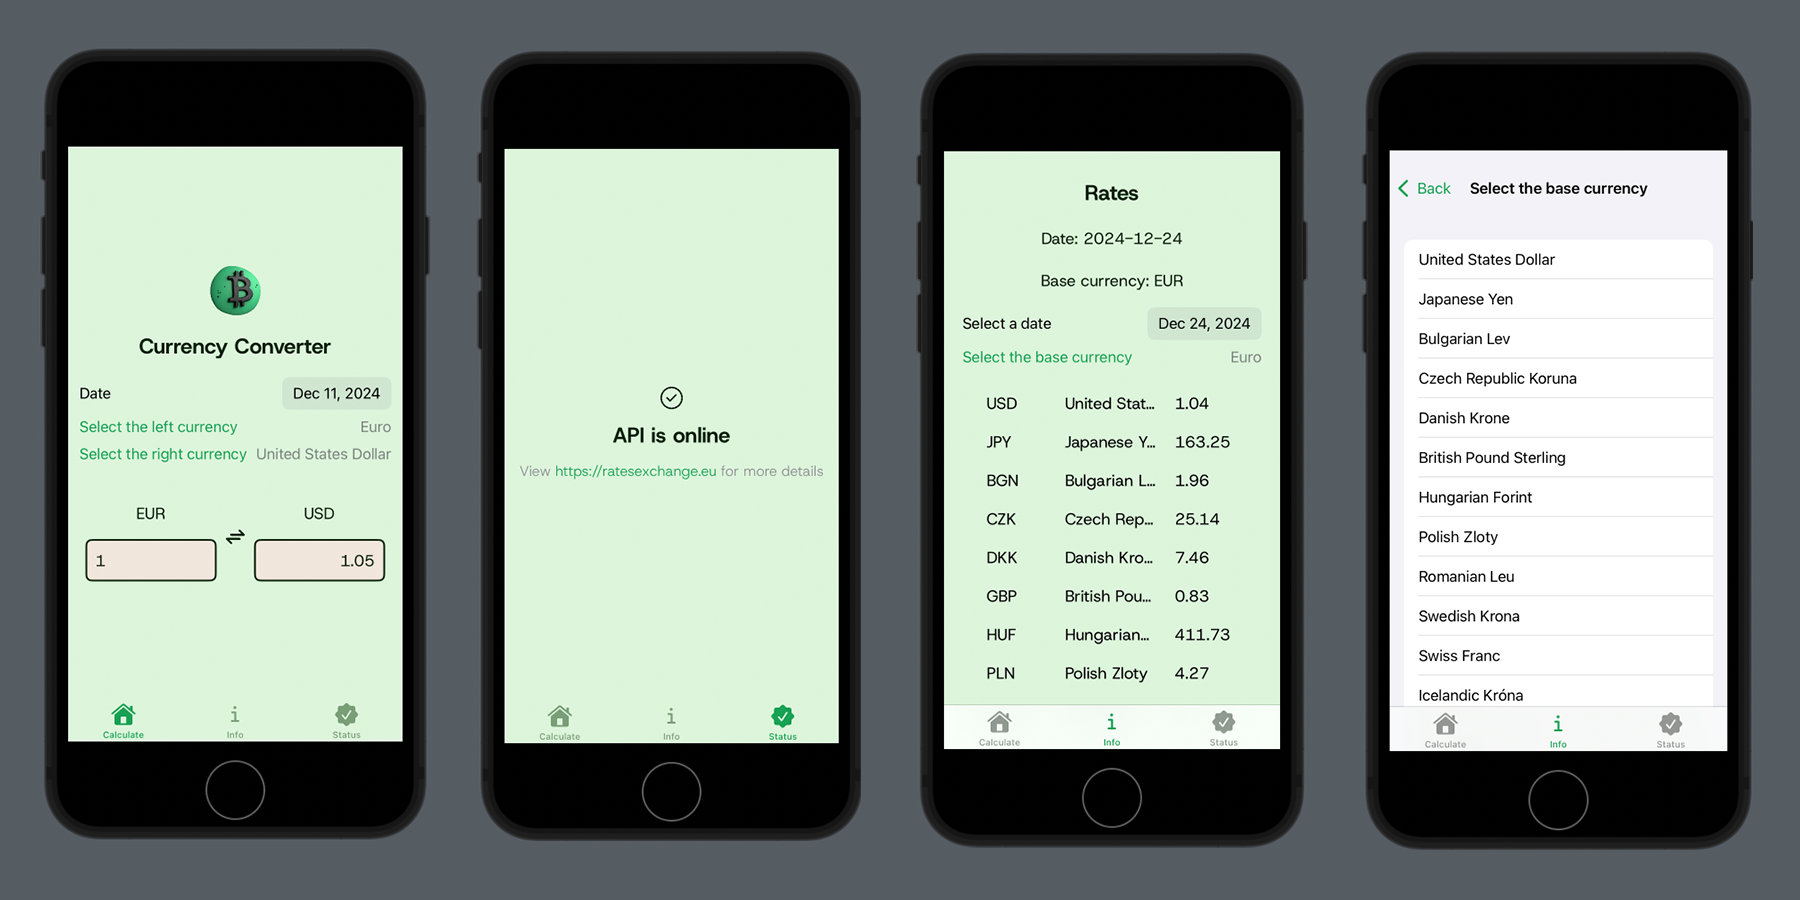 Currency Converter
Date Dec 11, 2024
Select the left currency Euro
Select the right currency United States Dollar
EUR USD
1 1.05
Calculate Info Status
API is online
View https://ratesexchange.eu for more details
Calculate Info Status
Rates
Date: 2024-12-24
Base currency: EUR
Select a date Dec 24, 2024
Select the base currency Euro
USD United Stat... 1.04
JPY Japanese Y... 163.25
BGN Bulgarian L... 1.96
CZK Czech Rep... 25.14
DKK Danish Kro... 7.46
GBP British Pou... 0.83
HUF Hungarian... 411.73
PLN Polish Zloty 4.27
Calculate Info Status
Back Select the base currency
United States Dollar
Japanese Yen
Bulgarian Lev
Czech Republic Koruna
Danish Krone
British Pound Sterling
Hungarian Forint
Polish Zloty
Romanian Leu
Swedish Krona
Swiss Franc
Icelandic Króna
Calculate Info Status